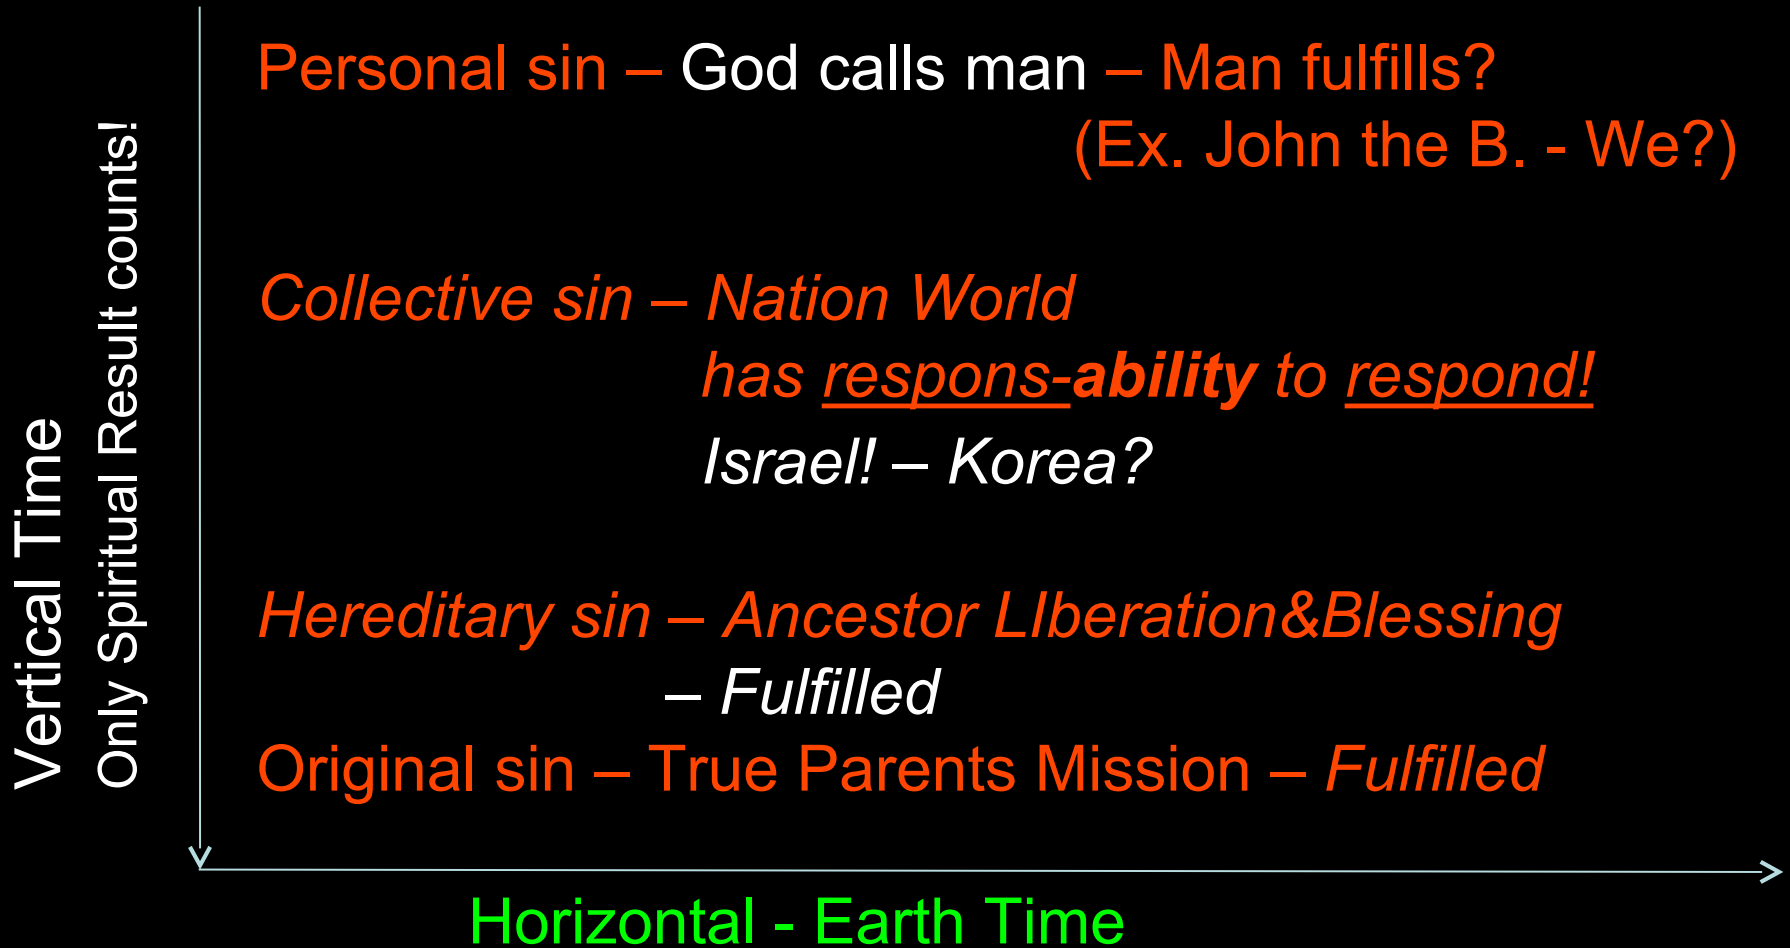 Personal sin – God calls man – Man fulfills?
(Ex. John the B. - We?)
Collective sin – Nation World
has respons-ability to respond!
Israel! – Korea?
Hereditary sin – Ancestor LIberation&Blessing
– Fulfilled
Original sin – True Parents Mission – Fulfilled
Vertical Time
Only Spiritual Result counts!
Horizontal - Earth Time